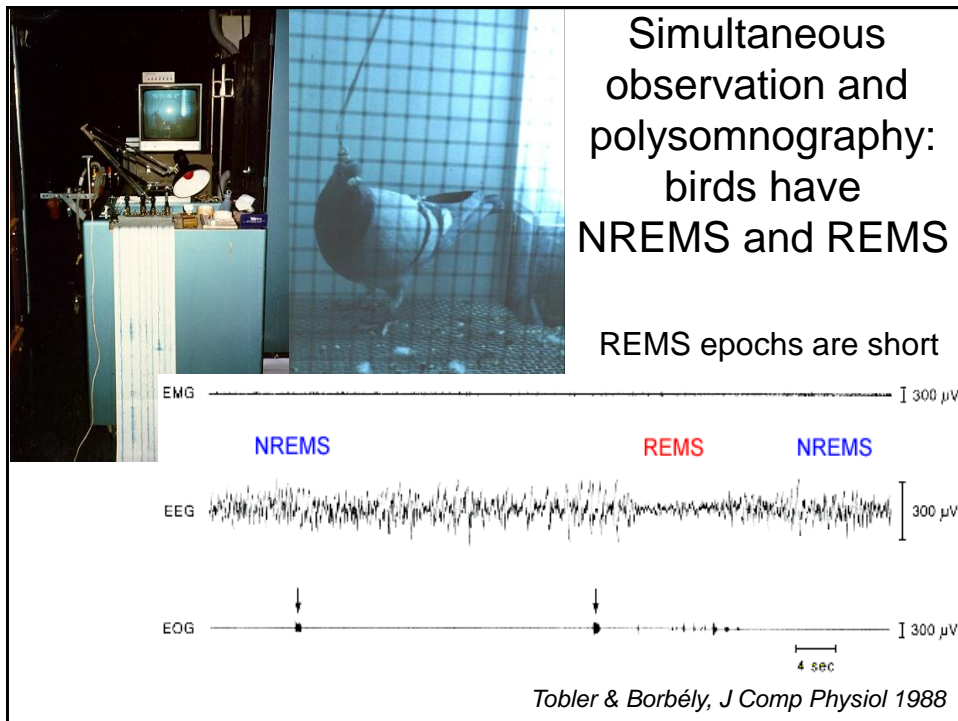 Simultaneous
observation and
polysomnography:
birds have
NREMS and REMS
REMS epochs are short
EMG 300 µV
NREMS REMS NREMS
EEG 300 µV
EOG 300 µV
4 sec
Tobler & Borbély, J Comp Physiol 1988